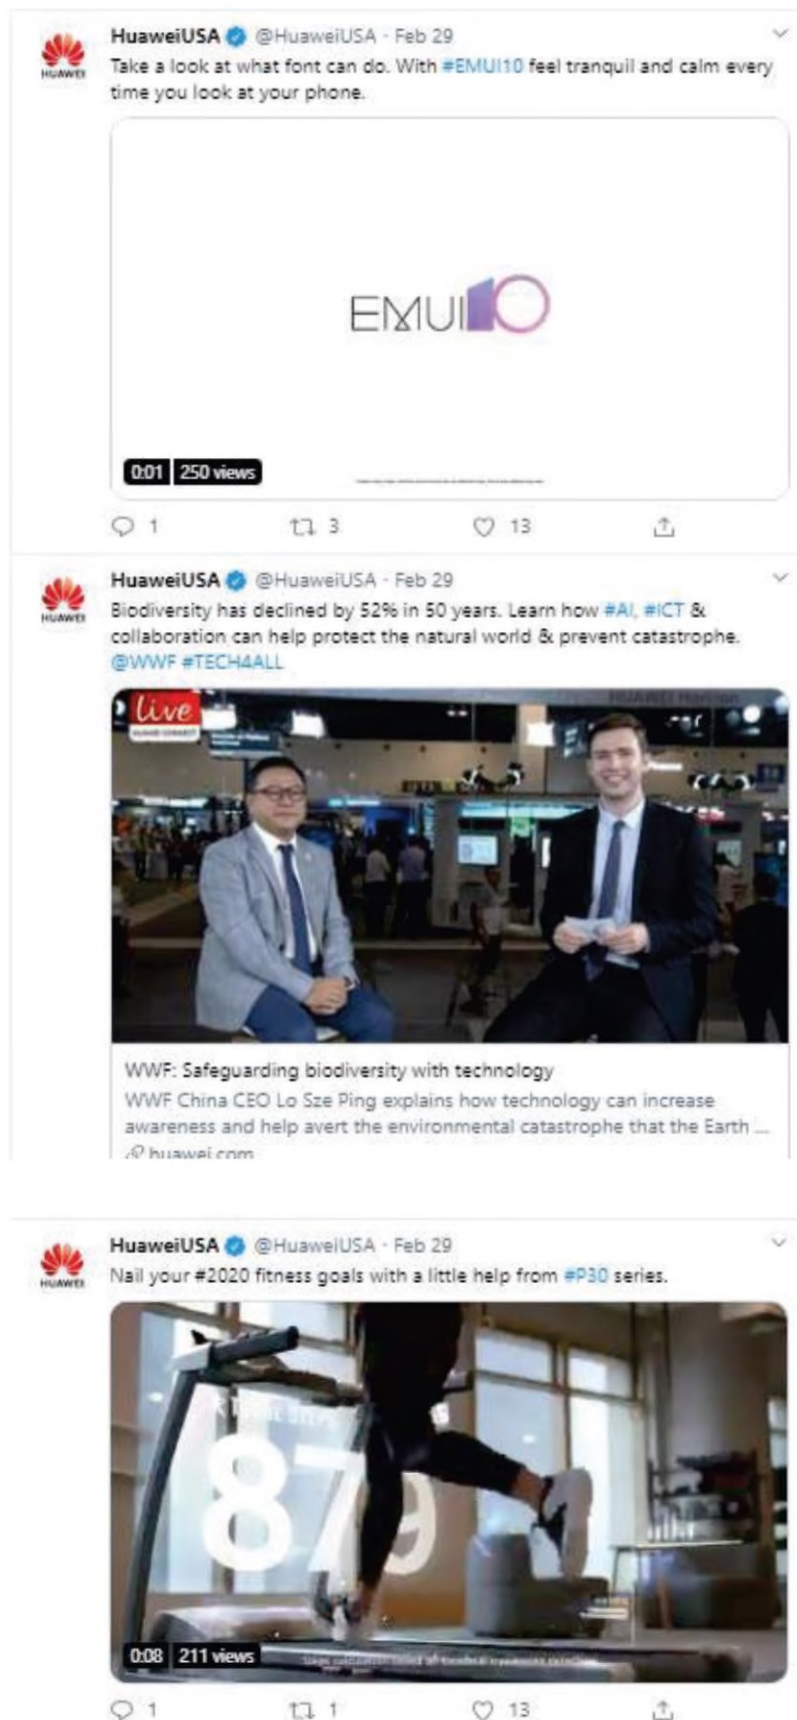 HuaweiUSA @HuaweiUSA · Feb 29
HUAWEI
Take a look at what font can do. With #EMUI10 feel tranquil and calm every
time you look at your phone.
EMUI10
0:01 250 views
1 3 13
HuaweiUSA @HuaweiUSA · Feb 29
HUAWEI
Biodiversity has declined by 52% in 50 years. Learn how #AI, #ICT &
collaboration can help protect the natural world & prevent catastrophe.
@WWF #TECH4ALL
Live
HUAWEI CONNECT
WWF: Safeguarding biodiversity with technology
WWF China CEO Lo Sze Ping explains how technology can increase
awareness and help avert the environmental catastrophe that the Earth ...
huawei.com
HuaweiUSA @HuaweiUSA · Feb 29
HUAWEI
Nail your #2020 fitness goals with a little help from #P30 series.
879
0:08 211 views
1 1 13